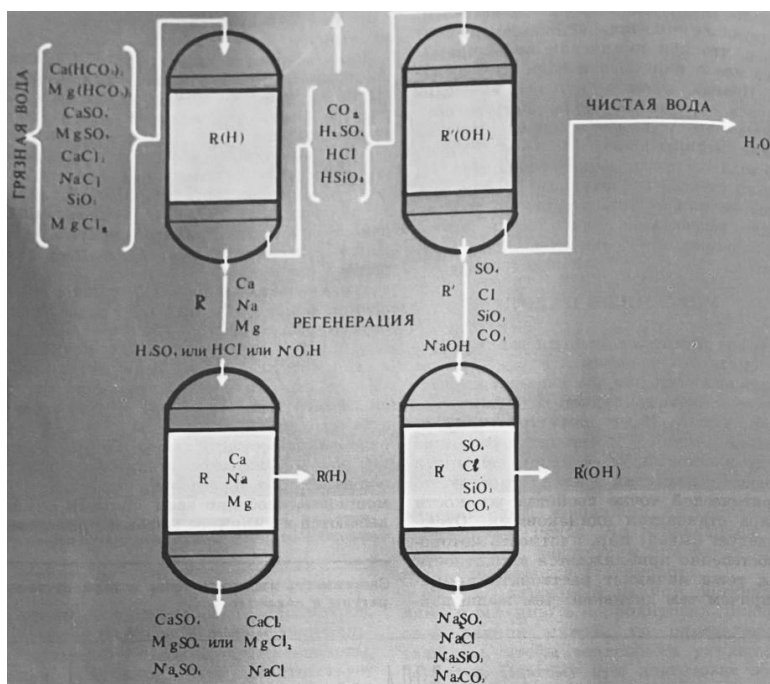 ГРЯЗНАЯ ВОДА
Ca(HCO₃)₂
Mg(HCO₃)₂
CaSO₄
MgSO₄
CaCl₂
NaCl
SiO₃
MgCl₂
R(H)
CO₂
H₂SO₄
HCl
HSiO₃
R'(OH)
ЧИСТАЯ ВОДА
H₂O
R
Ca
Na
Mg
R'
SO₄
Cl
SiO₃
CO₃
РЕГЕНЕРАЦИЯ
H₂SO₄ или HCl или NO₃H
NaOH
R
Ca
Na
Mg
R(H)
R'
SO₄
Cl
SiO₃
CO₃
R'(OH)
CaSO₄ CaCl₂
MgSO₄ или MgCl₂
Na₂SO₄ NaCl
Na₂SO₄
NaCl
Na₂SiO₃
Na₂CO₃